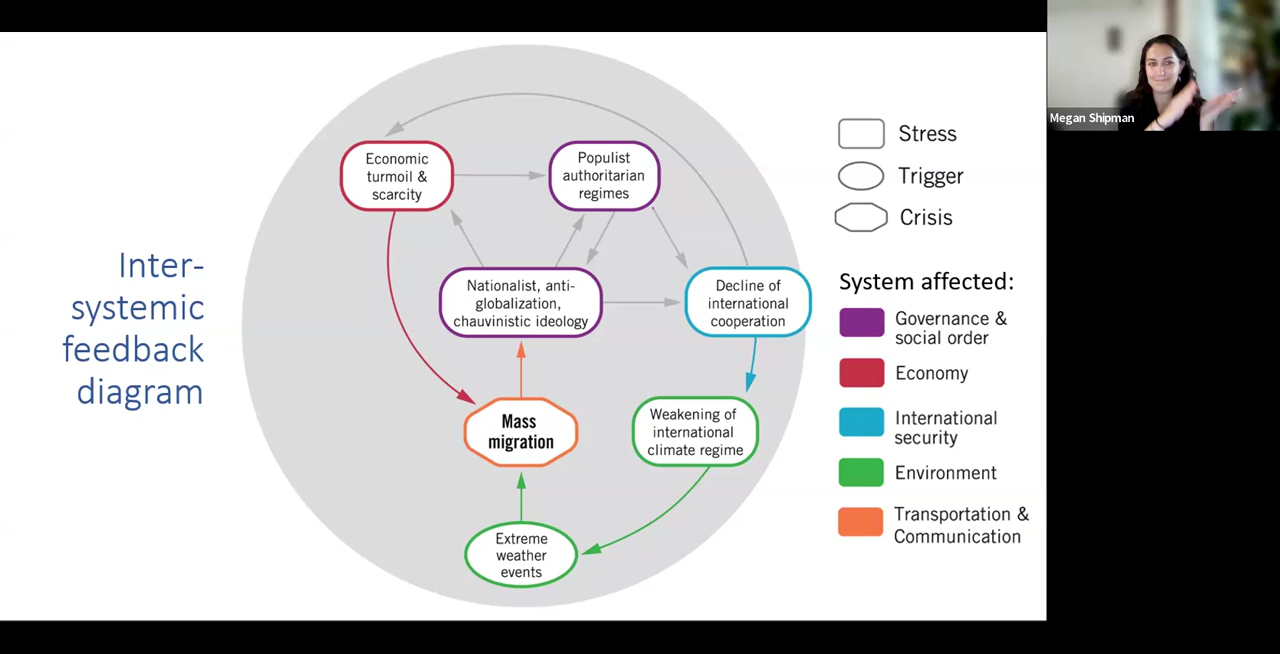 Megan Shipman
Inter-
systemic
feedback
diagram
Economic
turmoil &
scarcity
Populist
authoritarian
regimes
Nationalist, anti-
globalization,
chauvinistic ideology
Decline of
international
cooperation
Mass
migration
Weakening of
international
climate regime
Extreme
weather
events
Stress
Trigger
Crisis
System affected:
Governance &
social order
Economy
International
security
Environment
Transportation &
Communication